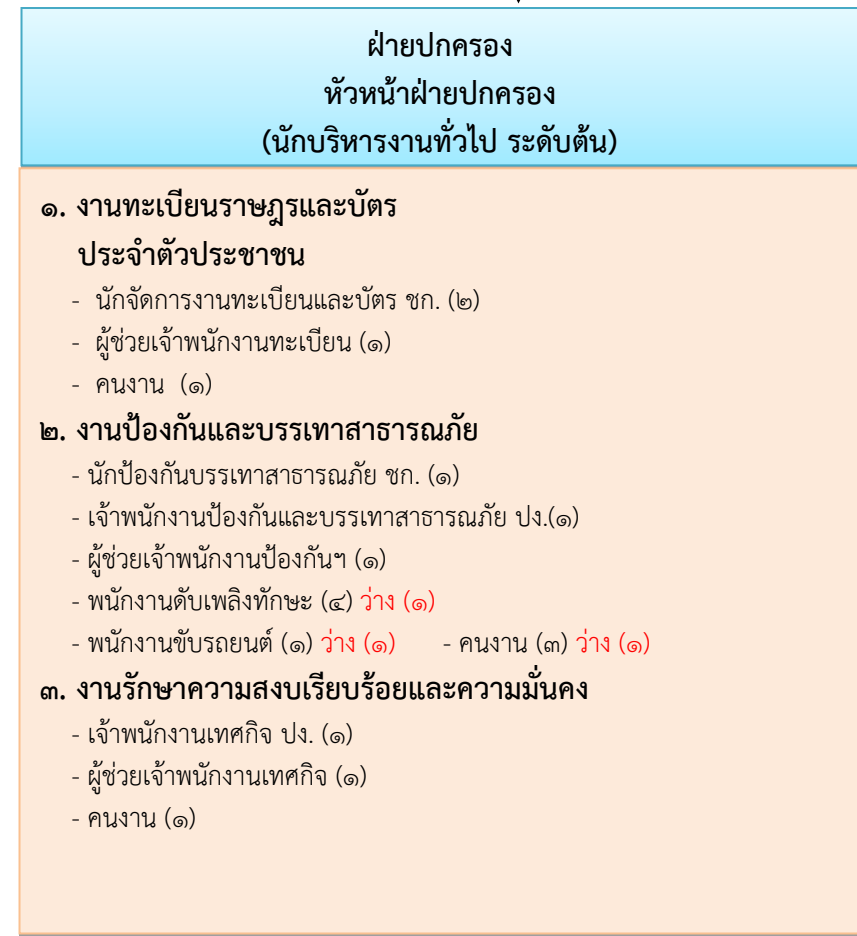 ฝ่ายปกครอง
หัวหน้าฝ่ายปกครอง
(นักบริหารงานทั่วไป ระดับต้น)
๑. งานทะเบียนราษฎรและบัตร
ประจำตัวประชาชน
- นักจัดการงานทะเบียนและบัตร ชก. (๒)
- ผู้ช่วยเจ้าพนักงานทะเบียน (๑)
- คนงาน (๑)
๒. งานป้องกันและบรรเทาสาธารณภัย
- นักป้องกันบรรเทาสาธารณภัย ชก. (๑)
- เจ้าพนักงานป้องกันและบรรเทาสาธารณภัย ปง.(๑)
- ผู้ช่วยเจ้าพนักงานป้องกันฯ (๑)
- พนักงานดับเพลิงทักษะ (๔) ว่าง (๑)
- พนักงานขับรถยนต์ (๑) ว่าง (๑) - คนงาน (๓) ว่าง (๑)
๓. งานรักษาความสงบเรียบร้อยและความมั่นคง
- เจ้าพนักงานเทศกิจ ปง. (๑)
- ผู้ช่วยเจ้าพนักงานเทศกิจ (๑)
- คนงาน (๑)